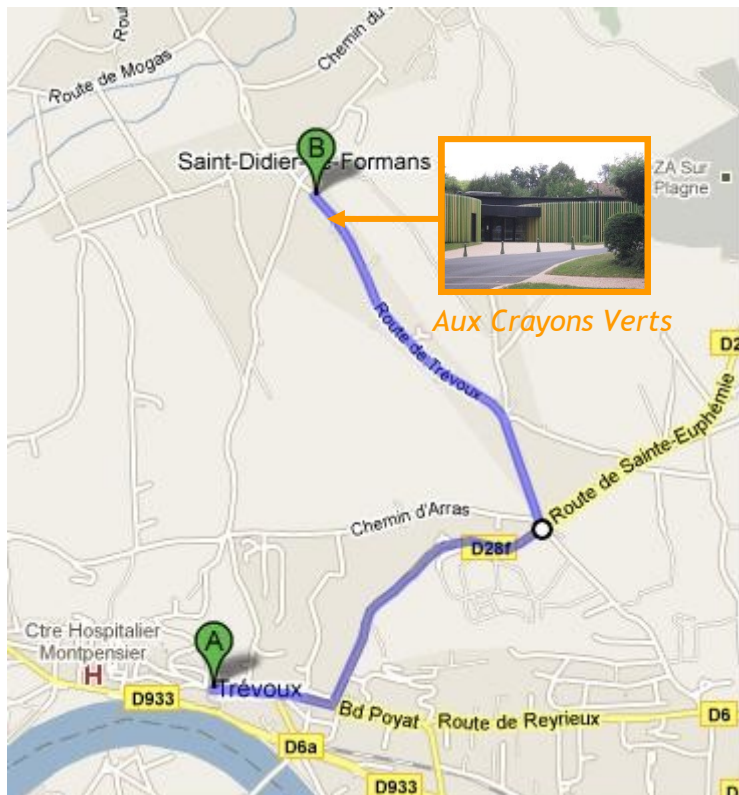 Rou
Chemin du
Route de Mogas
B
Saint-Didier-
e-Formans
ZA Sur
Plagne
Aux Crayons Verts
Route de Trévoux
D2
Route de Sainte-Euphémie
Chemin d'Arras
D28f
Ctre Hospitalier
Montpensier
H
A
Trévoux
D933
Bd Poyat
Route de Reyrieux
D6
D6a
D933
D